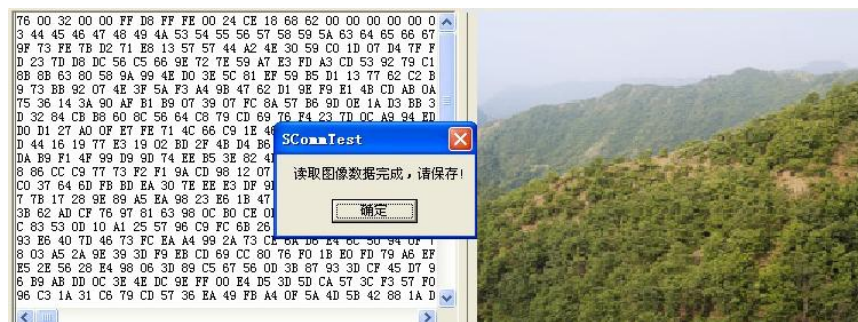 76 00 32 00 00 FF D8 FF FE 00 24 CE 18 68 62 00 00 00 00 00 0
3 44 45 46 47 48 49 4A 53 54 55 56 57 58 59 5A 63 64 65 66 67
9F 73 FE 7B D2 71 E8 13 57 57 44 A2 4E 30 59 C0 1D 07 D4 7F F
D 23 7D D8 DC 56 C5 66 9E 72 7E 59 A7 E3 FD A3 CD 53 92 79 C1
8B 8B 63 80 58 9A 99 4E D0 3E 5C 81 EF 59 B5 D1 13 77 62 C2 B
9 73 BB 92 07 4E 3F 5A F3 A4 9B 47 62 D1 9E F9 E1 4B CD AB 0A
75 36 14 3A 90 AF B1 B9 07 39 07 FC 8A 57 B6 9D 0E 1A D3 BB 3
D 32 84 CB B8 60 8C 56 64 C8 79 CD 69 76 F4 23 7D 0C A9 94 ED
D0 D1 27 A0 0F E7 FE 71 4C 66 C9 1E
D 44 16 19 77 E3 19 02 BD 2F 4B D4 B6
DA B9 F1 4F 99 D9 9D 74 EE B5 3E 82
8 86 CC C9 77 73 F2 F1 9A CD 98 12 07
C0 37 64 6D FB BD EA 30 7E EE E3 DF
7 7B 17 28 9E 89 A5 EA 98 23 E6 1B 47
3B 62 AD CF 76 97 81 63 98 0C B0 CE
C 83 53 0D 10 A1 25 57 96 C9 FC 6B 26
93 E6 40 7D 46 73 FC EA A4 99 2A 73
8 03 A5 2A 9E 39 3D F9 EB CD 69 CC 80 76 F0 1B E0 FD 79 A6 EF
E5 2E 56 28 E4 98 06 3D 89 C5 67 56 0D 3B 87 93 3D CF 45 D7 9
6 B9 AB DD 0C 3E 4E DC 9E FF 00 E4 D5 3D 5D CA 57 3C F3 57 F0
96 C3 1A 31 C6 79 CD 57 36 EA 49 FB A4 0F 5A 4D 5B 42 88 1A D
SCommTest
读取图像数据完成，请保存!
确定